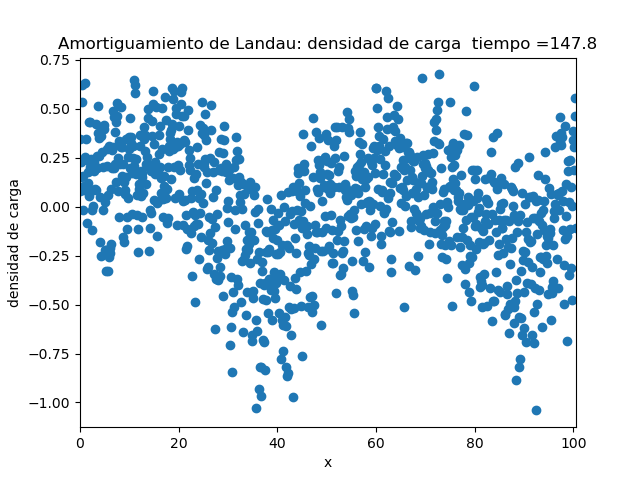 Amortiguamiento de Landau: densidad de carga  tiempo =147.8
0.75
0.50
0.25
0.00
−0.25
−0.50
−0.75
−1.00
densidad de carga
0 20 40 60 80 100
x